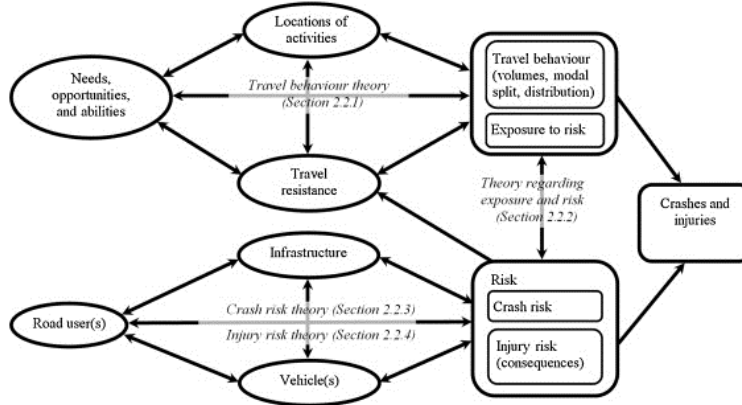 Locations of
activities
Needs,
opportunities,
and abilities
Travel behaviour theory
(Section 2.2.1)
Travel behaviour
(volumes, modal
split, distribution)
Exposure to risk
Travel
resistance
Theory regarding
exposure and risk
(Section 2.2.2)
Crashes and
injuries
Infrastructure
Road user(s)
Crash risk theory (Section 2.2.3)
Injury risk theory (Section 2.2.4)
Vehicle(s)
Risk
Crash risk
Injury risk
(consequences)